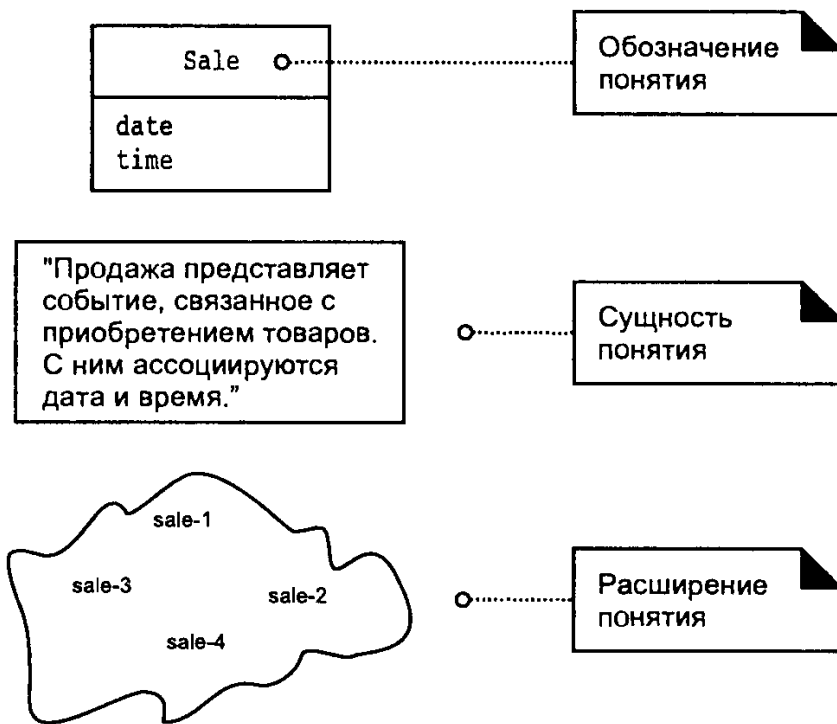 Sale
Обозначение
понятия
date
time
"Продажа представляет
событие, связанное с
приобретением товаров.
С ним ассоциируются
дата и время."
Сущность
понятия
sale-1
sale-3
sale-2
sale-4
Расширение
понятия